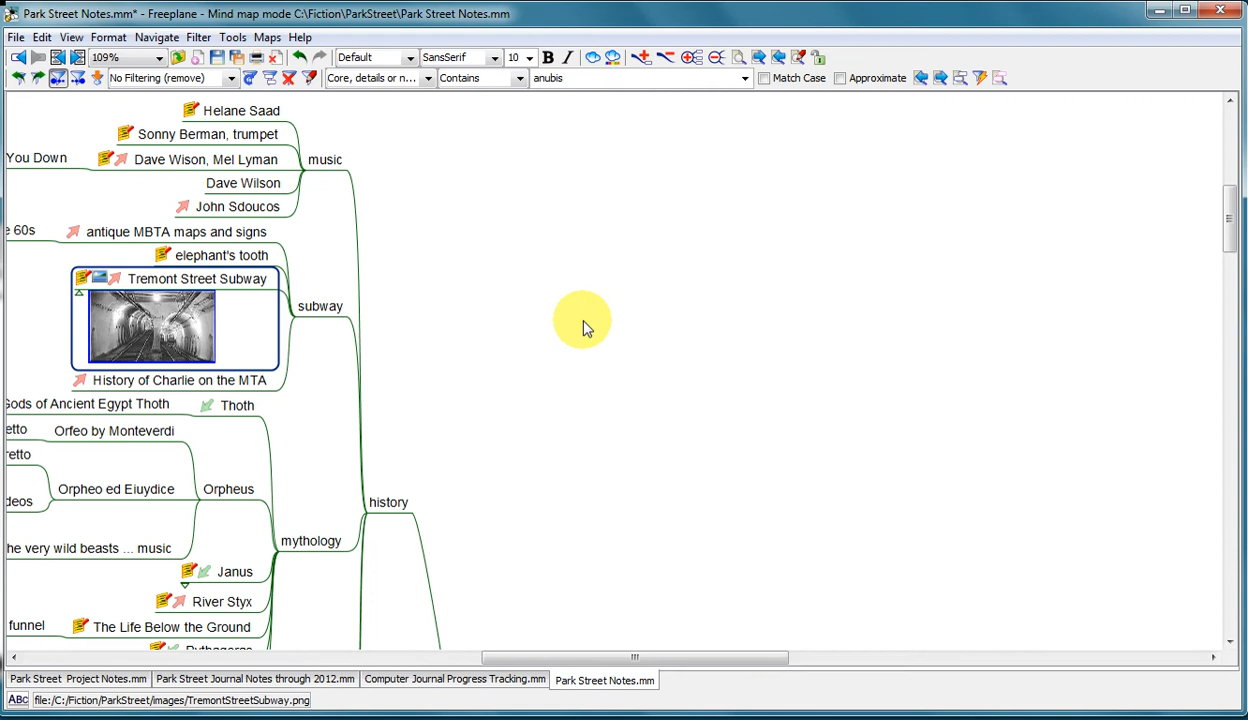 Park Street Notes.mm* - Freeplane - Mind map mode C:\Fiction\ParkStreet\Park Street Notes.mm)
File Edit View Format Navigate Filter Tools Maps Help
109% Default SansSerif 10 B I
No Filtering (remove) Core, details or n... Contains anubis Match Case Approximate
Helane Saad
Sonny Berman, trumpet
You Down Dave Wison, Mel Lyman music
Dave Wilson
John Sdoucos
e 60s antique MBTA maps and signs
elephant's tooth
Tremont Street Subway
subway
History of Charlie on the MTA
Gods of Ancient Egypt Thoth Thoth
etto Orfeo by Monteverdi
retto
Orpheo ed Eiuydice Orpheus
deos history
mythology
he very wild beasts ... music
Janus
River Styx
funnel The Life Below the Ground
Pythagoras
Park Street Project Notes.mm Park Street Journal Notes through 2012.mm Computer Journal Progress Tracking.mm Park Street Notes.mm
ABC file:/C:/Fiction/ParkStreet/images/TremontStreetSubway.png